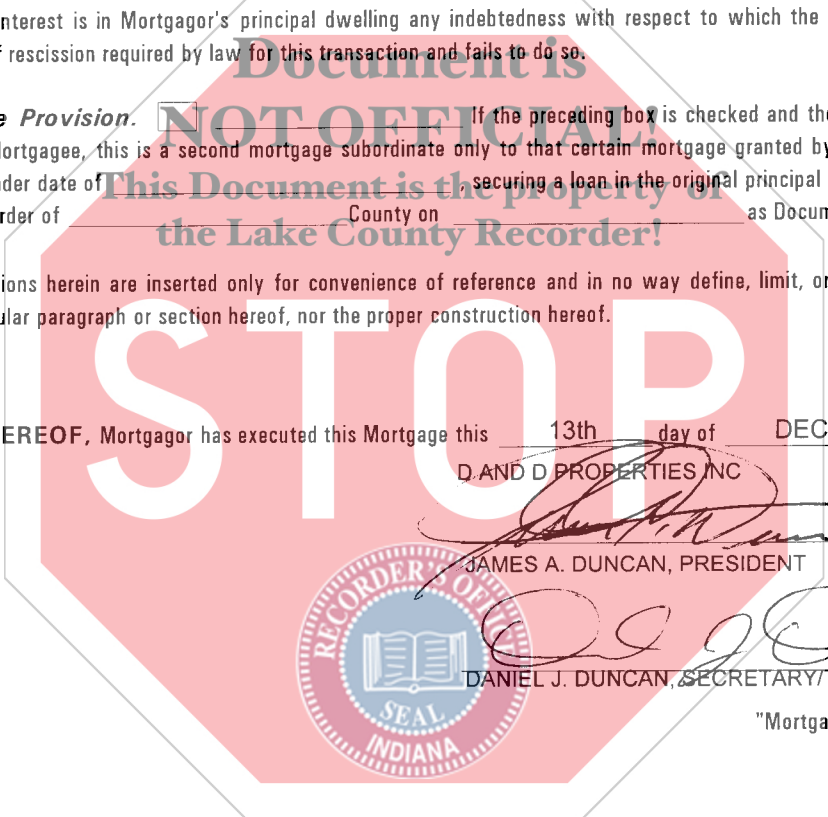 nterest is in Mortgagor's principal dwelling any indebtedness with respect to which the
f rescission required by law for this transaction and fails to do so.
Document is
NOT OFFICIAL!
This Document is the property of
the Lake County Recorder!
e Provision. If the preceding box is checked and the
Mortgagee, this is a second mortgage subordinate only to that certain mortgage granted by
nder date of , securing a loan in the original principal
rder of County on as Docum
ions herein are inserted only for convenience of reference and in no way define, limit, or
ular paragraph or section hereof, nor the proper construction hereof.
STOP
EREOF, Mortgagor has executed this Mortgage this 13th day of DEC
D AND D PROPERTIES INC
JAMES A. DUNCAN, PRESIDENT
DANIEL J. DUNCAN, SECRETARY/
"Mortga
RECORDER'S OFFICE
SEAL
INDIANA